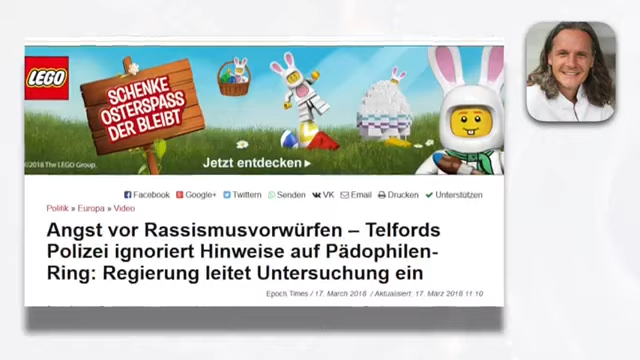 LEGO
SCHENKE
OSTERSPASS
DER BLEIBT
Jetzt entdecken
©2018 The LEGO Group.
Facebook Google+ Twittern Senden VK Email Drucken Unterstützen
Politik » Europa » Video
Angst vor Rassismusvorwürfen – Telfords
Polizei ignoriert Hinweise auf Pädophilen-
Ring: Regierung leitet Untersuchung ein
Epoch Times / 17. March 2018 / Aktualisiert: 17. März 2018 11:10